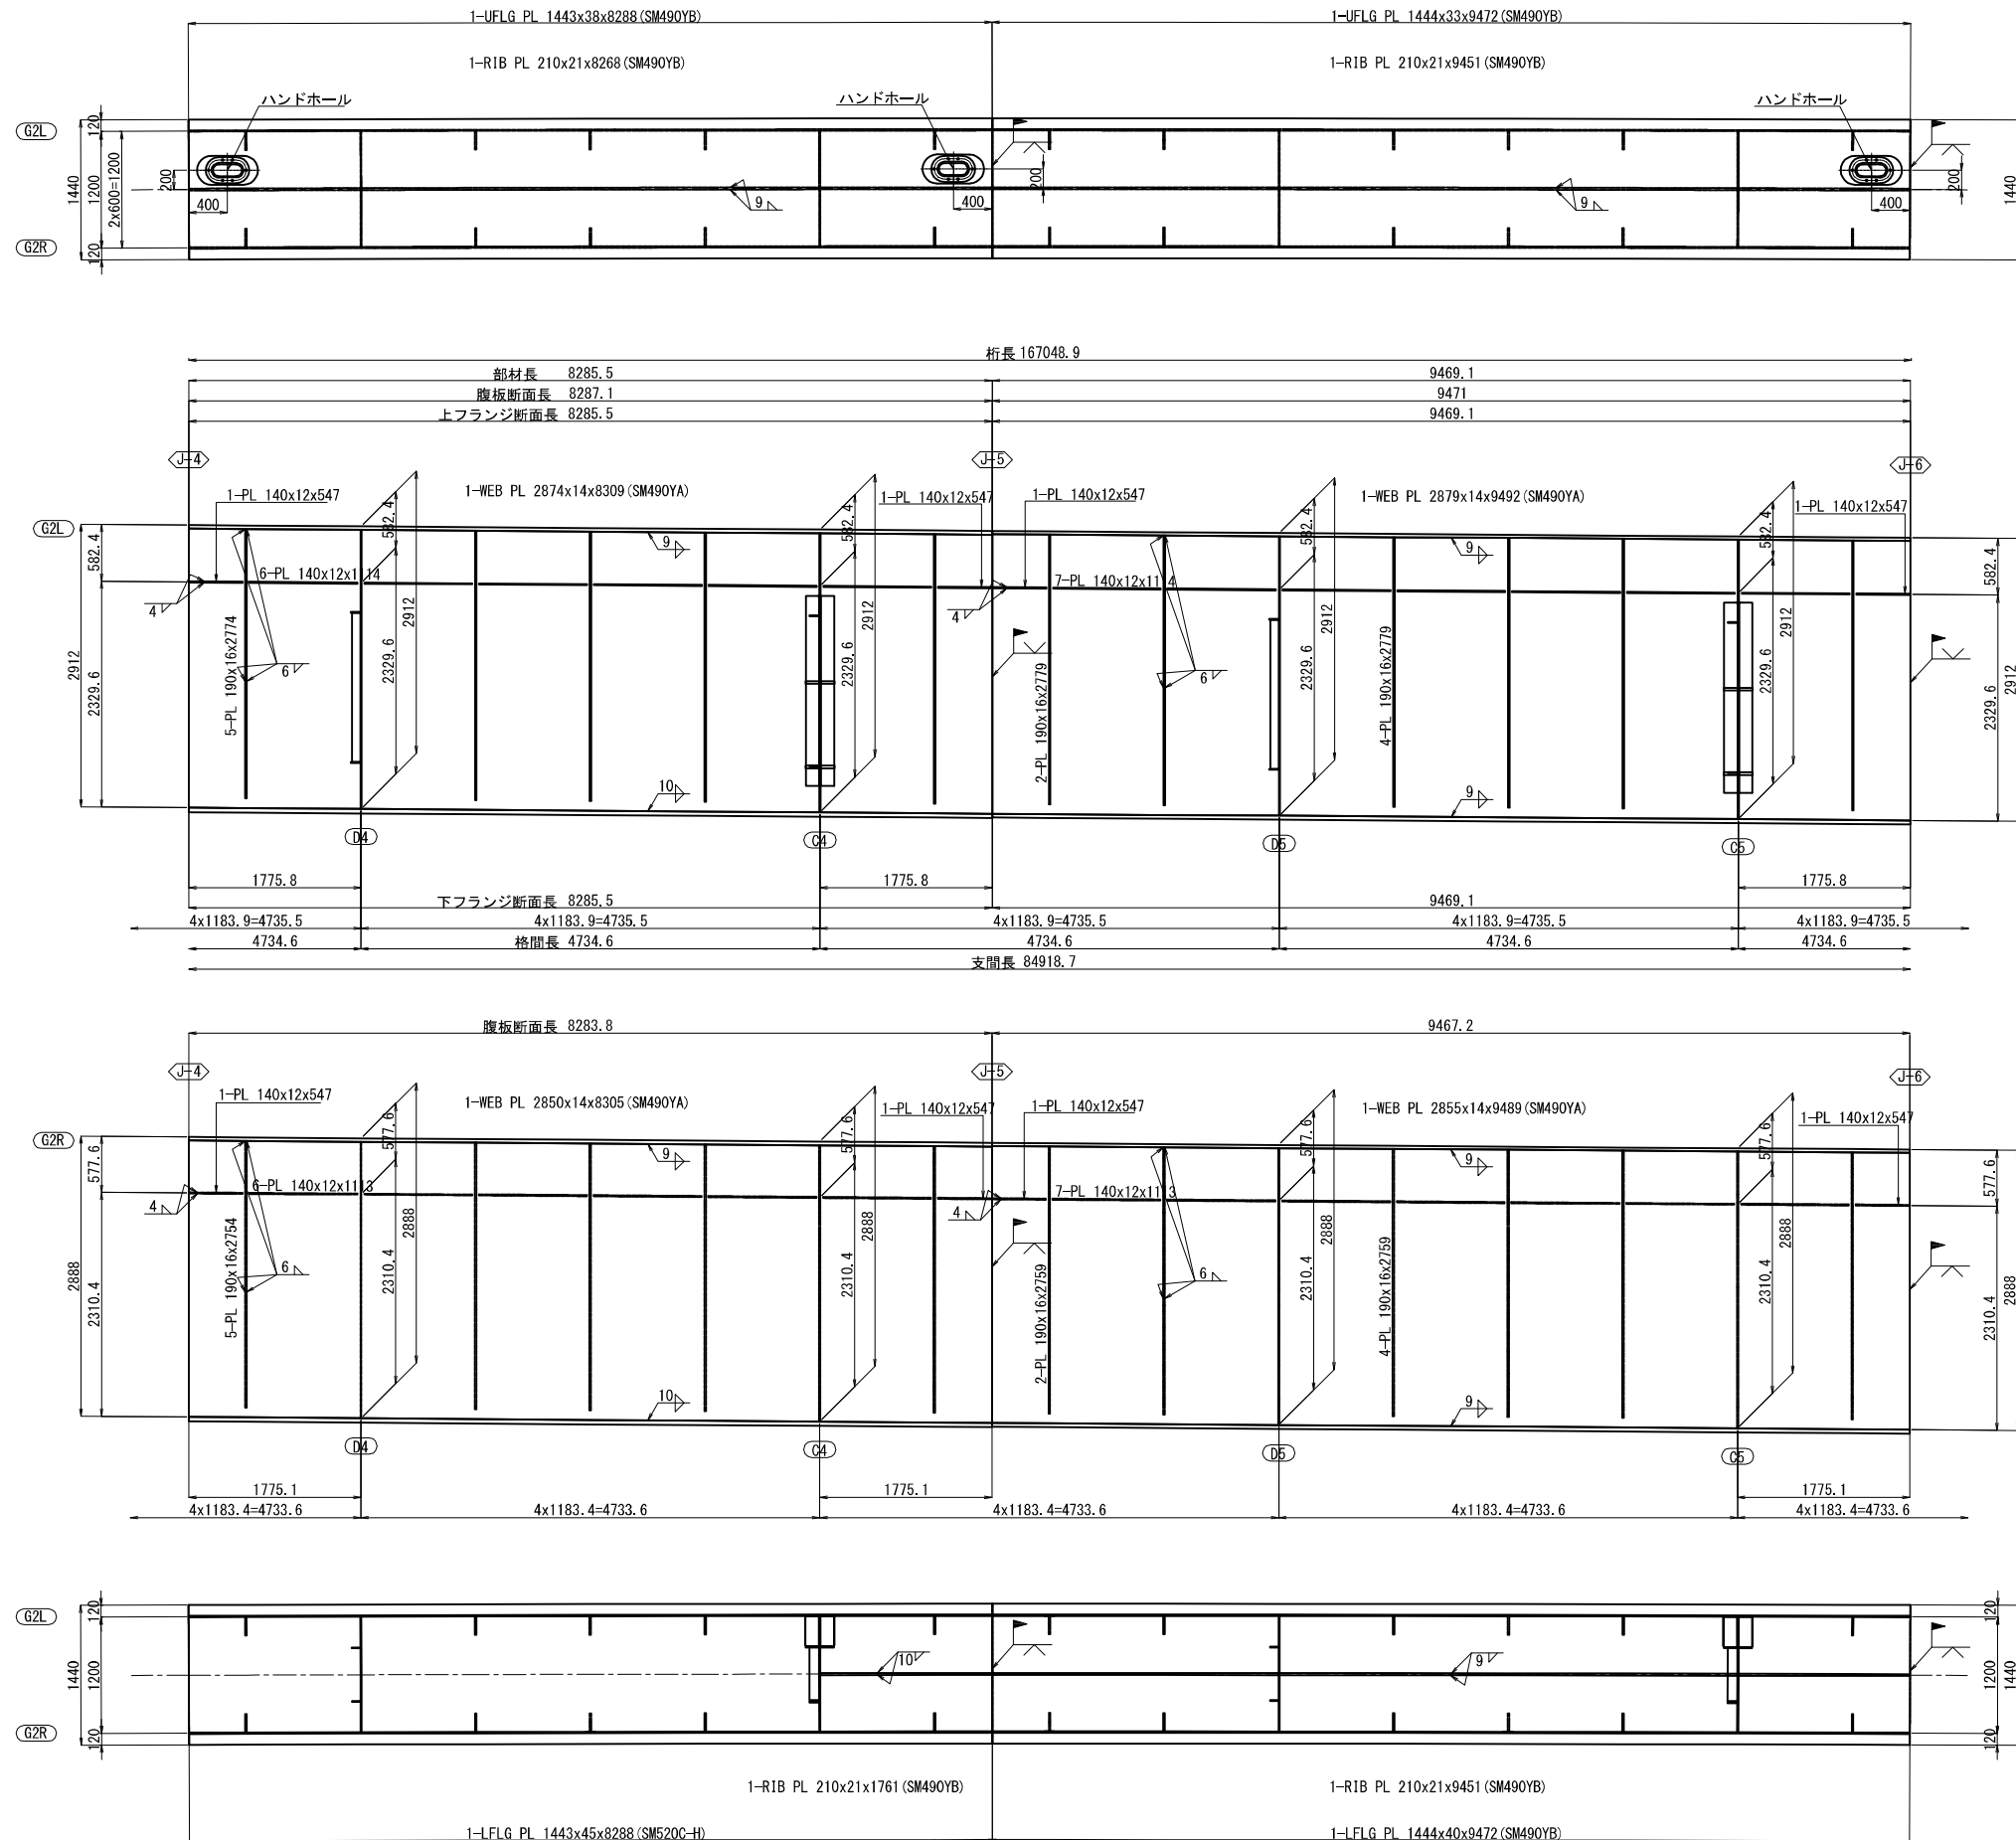 1-UFLG PL 1443x38x8288(SM490YB)
1-UFLG PL 1444x33x9472(SM490YB)
1-RIB PL 210x21x8268(SM490YB)
1-RIB PL 210x21x9451(SM490YB)
ハンドホール
ハンドホール
ハンドホール
G2L
G2R
1440
120
1200
120
2x600=1200
200
400
9
400
200
9
400
200
1440
桁長 167048.9
部材長 8285.5
9469.1
腹板断面長 8287.1
9471
上フランジ断面長 8285.5
9469.1
J-4
J-5
J-6
1-PL 140x12x547
1-WEB PL 2874x14x8309(SM490YA)
1-PL 140x12x547
1-PL 140x12x547
1-WEB PL 2879x14x9492(SM490YA)
1-PL 140x12x547
G2L
582.4
2329.6
2912
4
6-PL 140x12x1114
5-PL 190x16x2774
6
582.4
2329.6
2912
9
10
582.4
2329.6
2912
4
7-PL 140x12x1114
2-PL 190x16x2779
6
582.4
2329.6
2912
4-PL 190x16x2779
9
9
582.4
2329.6
2912
582.4
2329.6
2912
D4
C4
D5
C5
1775.8
1775.8
1775.8
下フランジ断面長 8285.5
9469.1
4x1183.9=4735.5
4x1183.9=4735.5
4x1183.9=4735.5
4x1183.9=4735.5
4x1183.9=4735.5
4734.6
格間長 4734.6
4734.6
4734.6
4734.6
支間長 84918.7
腹板断面長 8283.8
9467.2
J-4
J-5
J-6
1-PL 140x12x547
1-WEB PL 2850x14x8305(SM490YA)
1-PL 140x12x547
1-PL 140x12x547
1-WEB PL 2855x14x9489(SM490YA)
1-PL 140x12x547
G2R
577.6
2310.4
2888
4
6-PL 140x12x1113
5-PL 190x16x2754
6
577.6
2310.4
2888
9
10
577.6
2310.4
2888
4
7-PL 140x12x1113
2-PL 190x16x2759
6
577.6
2310.4
2888
4-PL 190x16x2759
9
9
577.6
2310.4
2888
577.6
2310.4
2888
D4
C4
D5
C5
1775.1
1775.1
1775.1
4x1183.4=4733.6
4x1183.4=4733.6
4x1183.4=4733.6
4x1183.4=4733.6
4x1183.4=4733.6
G2L
G2R
1440
120
1200
120
10
9
120
1200
120
1440
1-RIB PL 210x21x1761(SM490YB)
1-RIB PL 210x21x9451(SM490YB)
1-LFLG PL 1443x45x8288(SM520C-H)
1-LFLG PL 1444x40x9472(SM490YB)